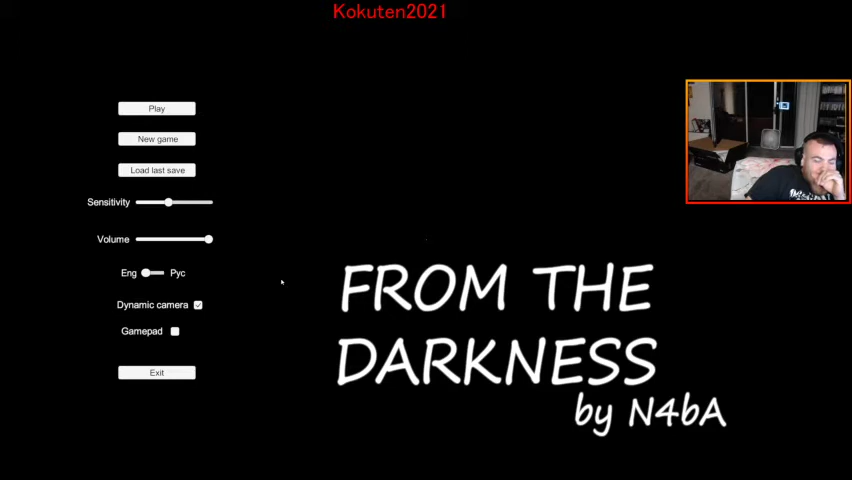 Kokuten2021
Play
New game
Load last save
Sensitivity
Volume
Eng Рус
Dynamic camera
Gamepad
Exit
FROM THE
DARKNESS
by N4bA